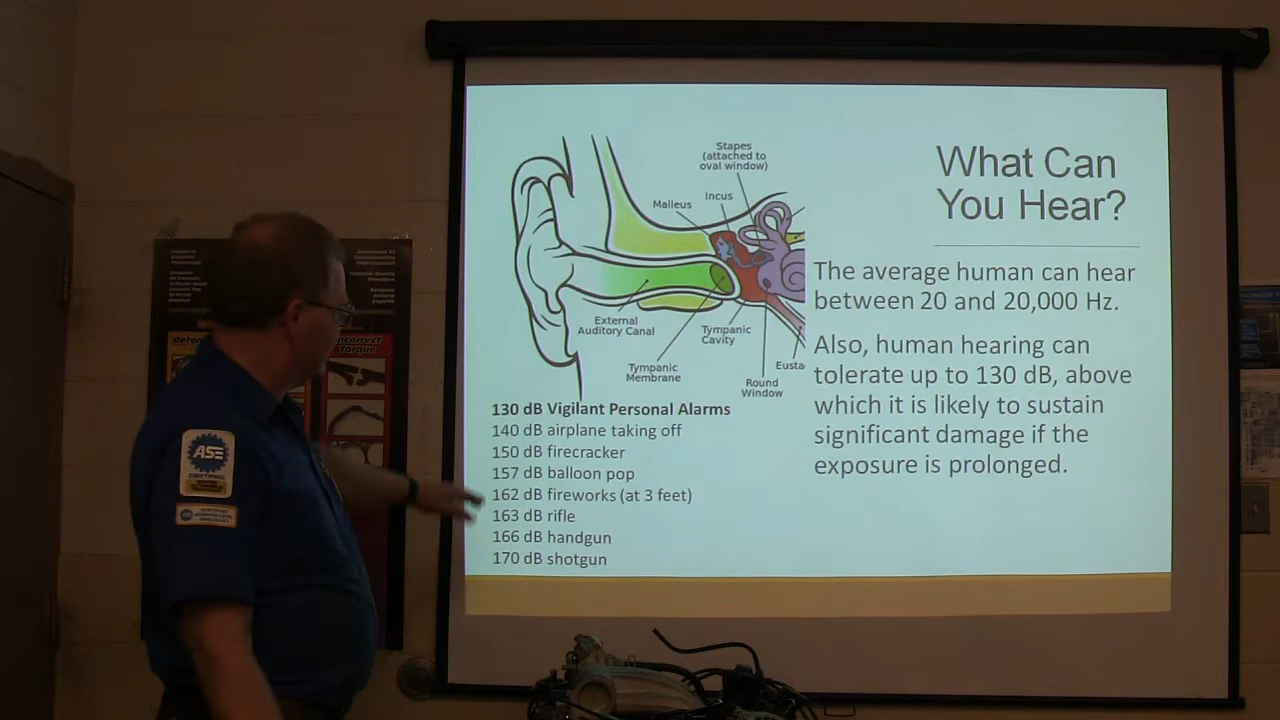 What Can
You Hear?
Stapes
(attached to
oval window)
Incus
Malleus
External
Auditory Canal
Tympanic
Cavity
Tympanic
Membrane
Eusta
Round
Window
The average human can hear
between 20 and 20,000 Hz.
Also, human hearing can
tolerate up to 130 dB, above
which it is likely to sustain
significant damage if the
exposure is prolonged.
130 dB Vigilant Personal Alarms
140 dB airplane taking off
150 dB firecracker
157 dB balloon pop
162 dB fireworks (at 3 feet)
163 dB rifle
166 dB handgun
170 dB shotgun
ASE
CERTIFIED
Incorrect
Torque